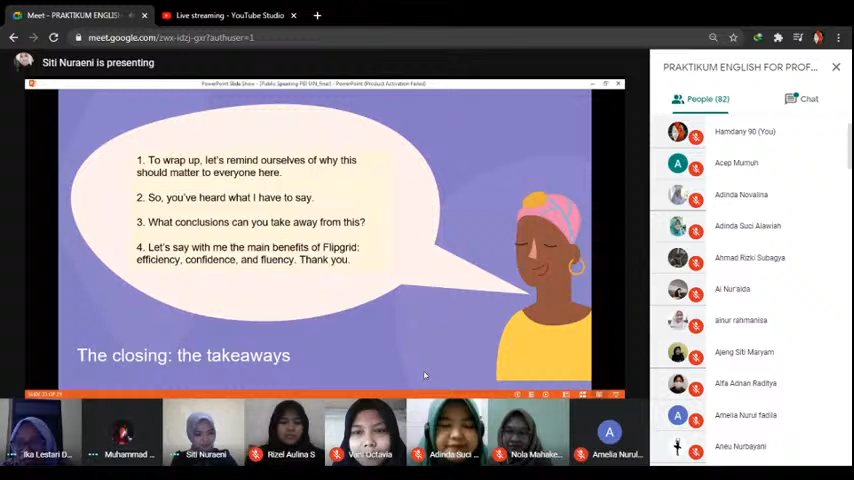 Meet - PRAKTIKUM ENGLISH
Live streaming - YouTube Studio
meet.google.com/zwx-idzj-gxr?authuser=1
Siti Nuraeni is presenting
1. To wrap up, let's remind ourselves of why this
should matter to everyone here.
2. So, you've heard what I have to say.
3. What conclusions can you take away from this?
4. Let's say with me the main benefits of Flipgrid:
efficiency, confidence, and fluency. Thank you.
The closing: the takeaways
PRAKTIKUM ENGLISH FOR PROF...
People (82)
Chat
Hamdany 90 (You)
Acep Mumuh
Adinda Novalina
Adinda Suci Alawiah
Ahmad Rizki Subagya
Ai Nur'aida
ainur rahmanisa
Ajeng Siti Maryam
Alfa Adnan Raditya
Amelia Nurul fadila
Aneu Nurbayani
Ika Lestari D...
Muhammad ...
Siti Nuraeni
Rizel Aulina S
Vani Octavia
Adinda Suci ...
Nola Mahake...
Amelia Nurul...
A
A
A